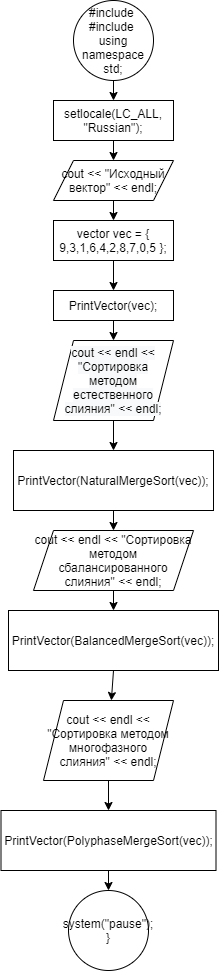 #include
#include
using
namespace
std;
setlocale(LC_ALL,
"Russian");
cout << "Исходный
вектор" << endl;
vector vec = {
9,3,1,6,4,2,8,7,0,5 };
PrintVector(vec);
cout << endl <<
"Сортировка
методом
естественного
слияния" << endl;
PrintVector(NaturalMergeSort(vec));
cout << endl << "Сортировка
методом
сбалансированного
слияния" << endl;
PrintVector(BalancedMergeSort(vec));
cout << endl <<
"Сортировка методом
многофазного
слияния" << endl;
PrintVector(PolyphaseMergeSort(vec));
system("pause");
}